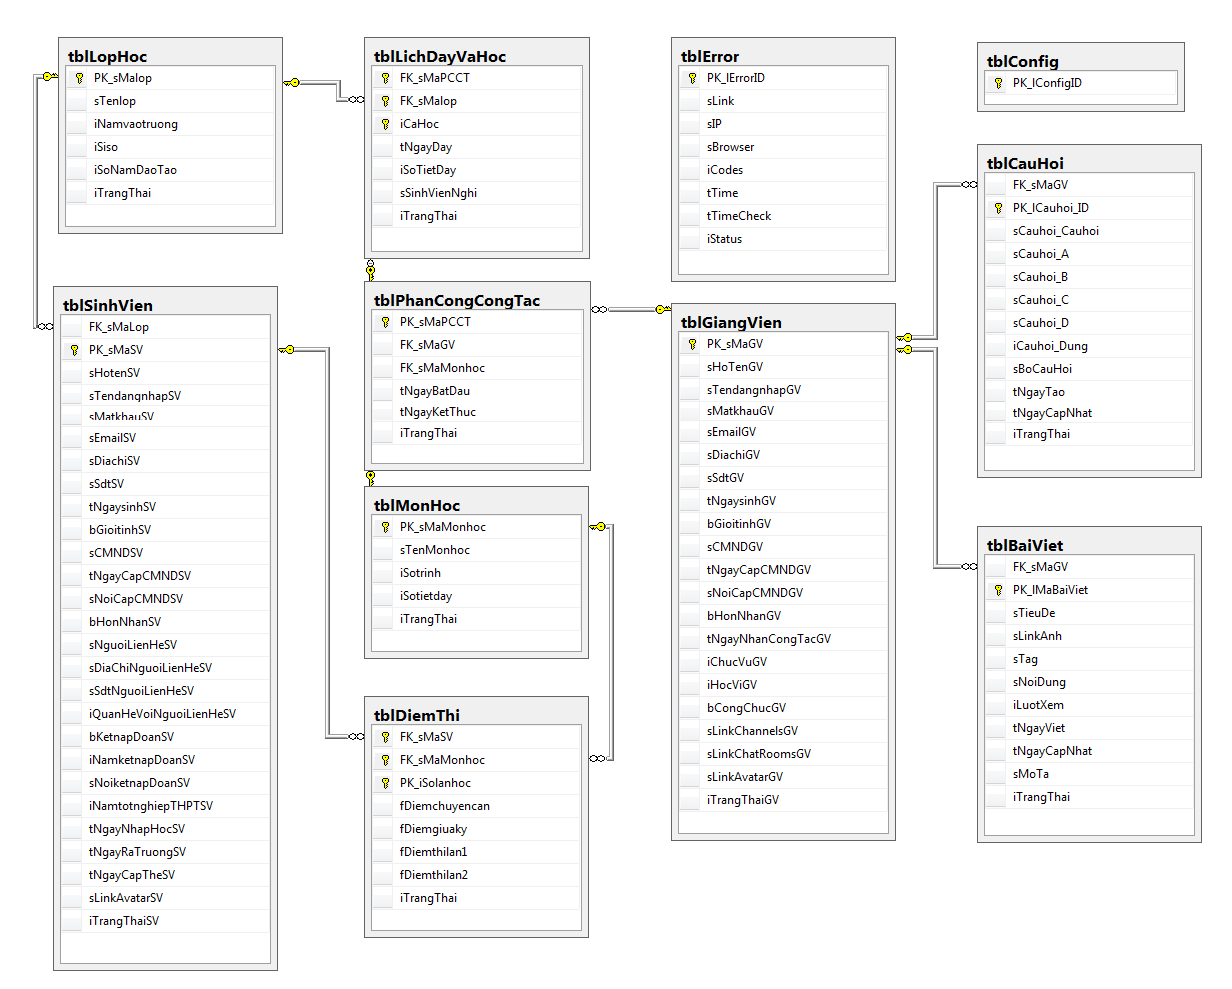 tblLopHoc
PK_sMalop
sTenlop
iNamvaotruong
iSiso
iSoNamDaoTao
iTrangThai
tblLichDayVaHoc
FK_sMaPCCT
FK_sMalop
iCaHoc
tNgayDay
iSoTietDay
sSinhVienNghi
iTrangThai
tblError
PK_lErrorID
sLink
sIP
sBrowser
iCodes
tTime
tTimeCheck
iStatus
tblConfig
PK_lConfigID
tblCauHoi
FK_sMaGV
PK_lCauhoi_ID
sCauhoi_Cauhoi
sCauhoi_A
sCauhoi_B
sCauhoi_C
sCauhoi_D
iCauhoi_Dung
sBoCauHoi
tNgayTao
tNgayCapNhat
iTrangThai
tblSinhVien
FK_sMaLop
PK_sMaSV
sHotenSV
sTendangnhapSV
sMatkhauSV
sEmailSV
sDiachiSV
sSdtSV
tNgaysinhSV
bGioitinhSV
sCMNDSV
tNgayCapCMNDSV
sNoiCapCMNDSV
bHonNhanSV
sNguoiLienHeSV
sDiaChiNguoiLienHeSV
sSdtNguoiLienHeSV
iQuanHeVoiNguoiLienHeSV
bKetnapDoanSV
iNamketnapDoanSV
sNoiketnapDoanSV
iNamtotnghiepTHPTSV
tNgayNhapHocSV
tNgayRaTruongSV
tNgayCapTheSV
sLinkAvatarSV
iTrangThaiSV
tblPhanCongCongTac
PK_sMaPCCT
FK_sMaGV
FK_sMaMonhoc
tNgayBatDau
tNgayKetThuc
iTrangThai
tblMonHoc
PK_sMaMonhoc
sTenMonhoc
iSotrinh
iSotietday
iTrangThai
tblDiemThi
FK_sMaSV
FK_sMaMonhoc
PK_iSolanhoc
fDiemchuyencan
fDiemgiuaky
fDiemthilan1
fDiemthilan2
iTrangThai
tblGiangVien
PK_sMaGV
sHoTenGV
sTendangnhapGV
sMatkhauGV
sEmailGV
sDiachiGV
sSdtGV
tNgaysinhGV
bGioitinhGV
sCMNDGV
tNgayCapCMNDGV
sNoiCapCMNDGV
bHonNhanGV
tNgayNhanCongTacGV
iChucVuGV
iHocViGV
bCongChucGV
sLinkChannelsGV
sLinkChatRoomsGV
sLinkAvatarGV
iTrangThaiGV
tblBaiViet
FK_sMaGV
PK_lMaBaiViet
sTieuDe
sLinkAnh
sTag
sNoiDung
iLuotXem
tNgayViet
tNgayCapNhat
sMoTa
iTrangThai